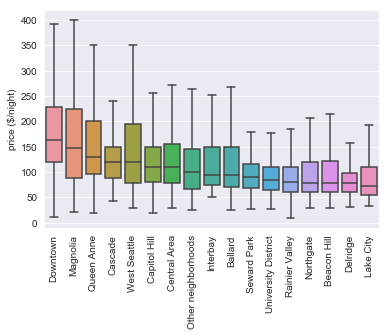 400
350
300
250
200
150
100
50
0
price ($/night)
Downtown
Magnolia
Queen Anne
Cascade
West Seattle
Capitol Hill
Central Area
Other neighborhoods
Interbay
Ballard
Seward Park
University District
Rainier Valley
Northgate
Beacon Hill
Delridge
Lake City